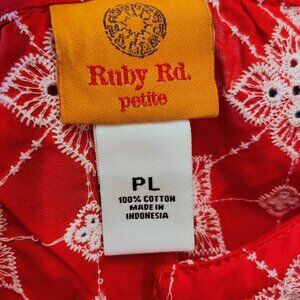 Ruby Rd.
petite
PL
100% COTTON
MADE IN
INDONESIA